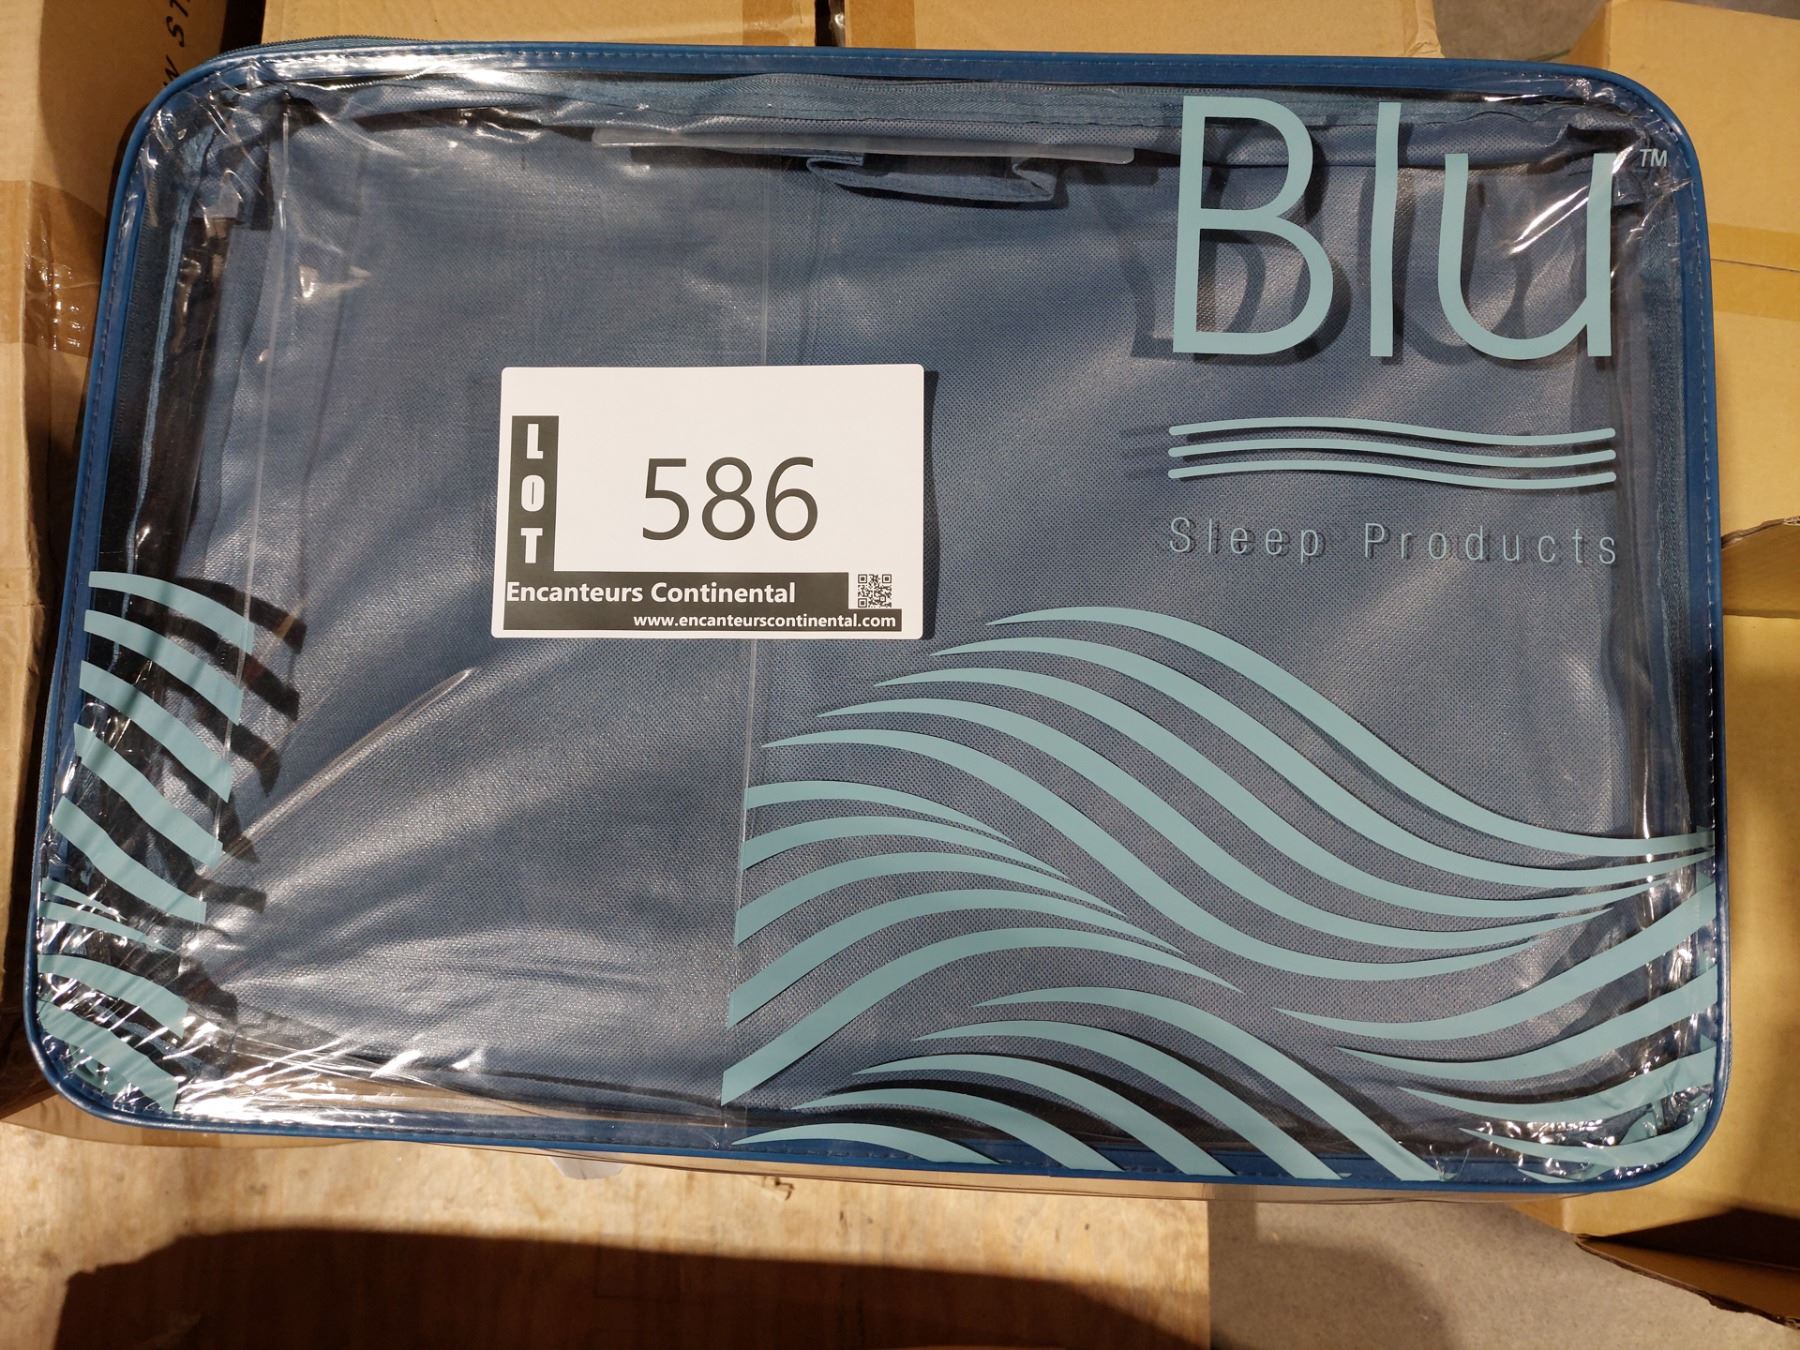 Blu™
Sleep Products
LOT
586
Encanteurs Continental
www.encanteurscontinental.com